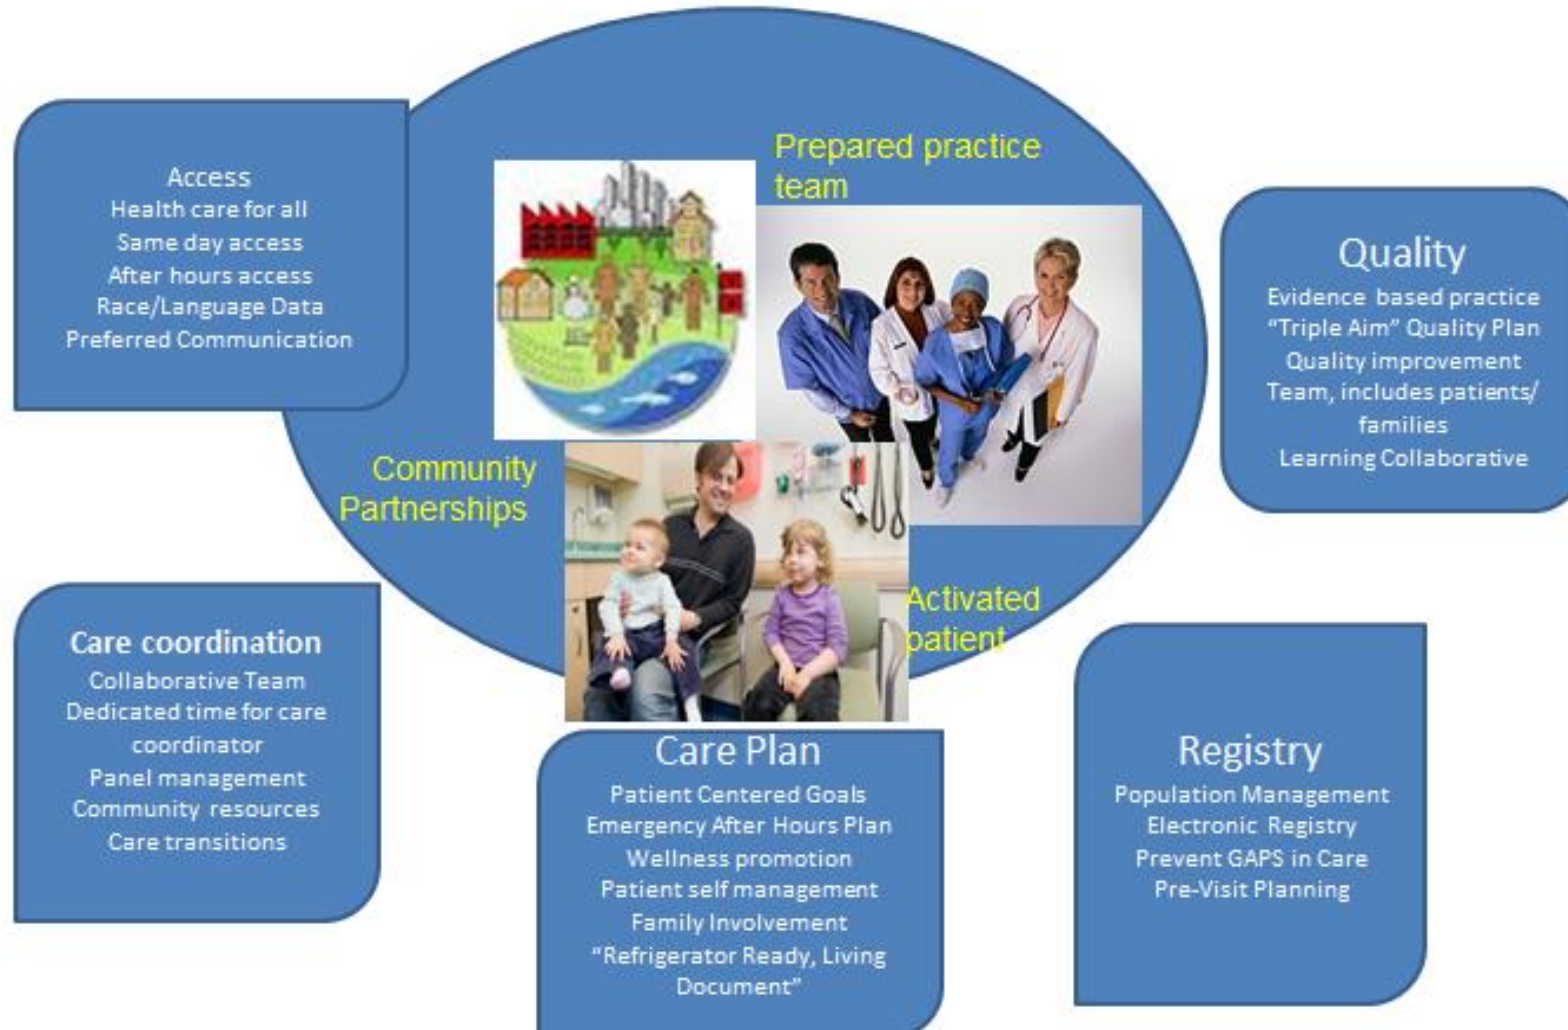 Access
Health care for all
Same day access
After hours access
Race/Language Data
Preferred Communication
Prepared practice
team
Community
Partnerships
Activated
patient
Quality
Evidence based practice
“Triple Aim” Quality Plan
Quality improvement
Team, includes patients/
families
Learning Collaborative
Care coordination
Collaborative Team
Dedicated time for care
coordinator
Panel management
Community resources
Care transitions
Care Plan
Patient Centered Goals
Emergency After Hours Plan
Wellness promotion
Patient self management
Family Involvement
“Refrigerator Ready, Living
Document”
Registry
Population Management
Electronic Registry
Prevent GAPS in Care
Pre-Visit Planning